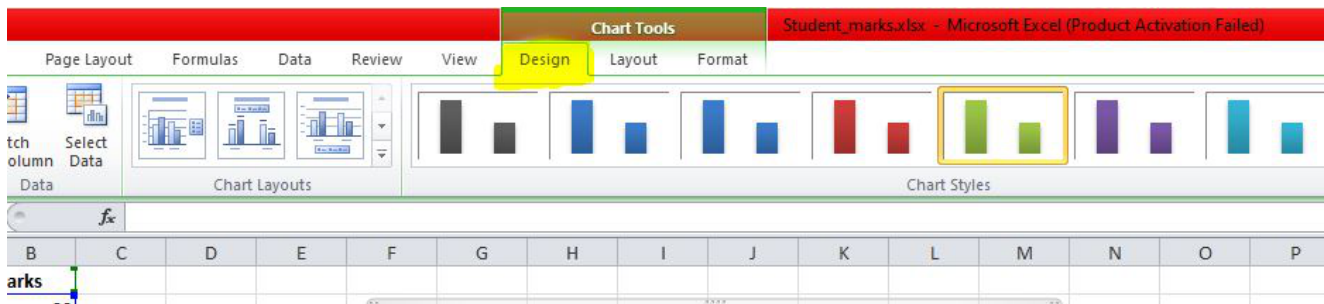 Chart Tools
Student_marks.xlsx - Microsoft Excel (Product Activation Failed)
Page Layout Formulas Data Review View Design Layout Format
tch Select
olumn Data
Data Chart Layouts Chart Styles
fx
B C D E F G H I J K L M N O P
arks